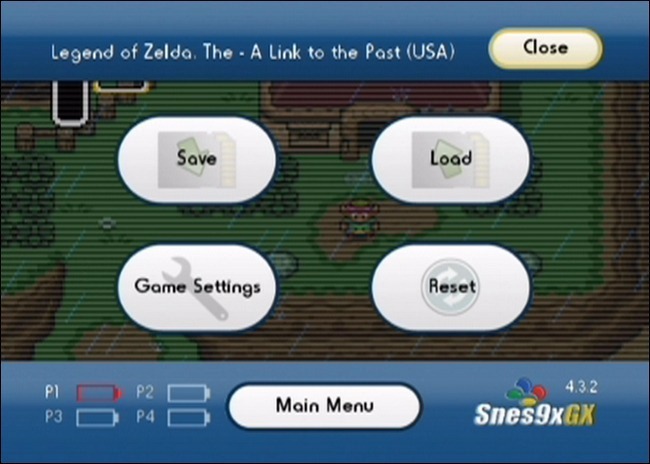 Legend of Zelda, The - A Link to the Past (USA)
Close
Save
Load
Game Settings
Reset
P1 P2
P3 P4
Main Menu
4.3.2
Snes9xGX